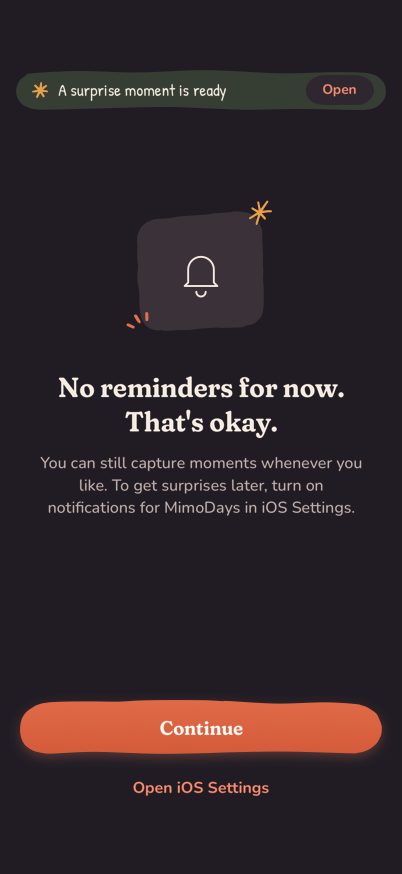 A surprise moment is ready
Open
No reminders for now.
That's okay.
You can still capture moments whenever you
like. To get surprises later, turn on
notifications for MimoDays in iOS Settings.
Continue
Open iOS Settings